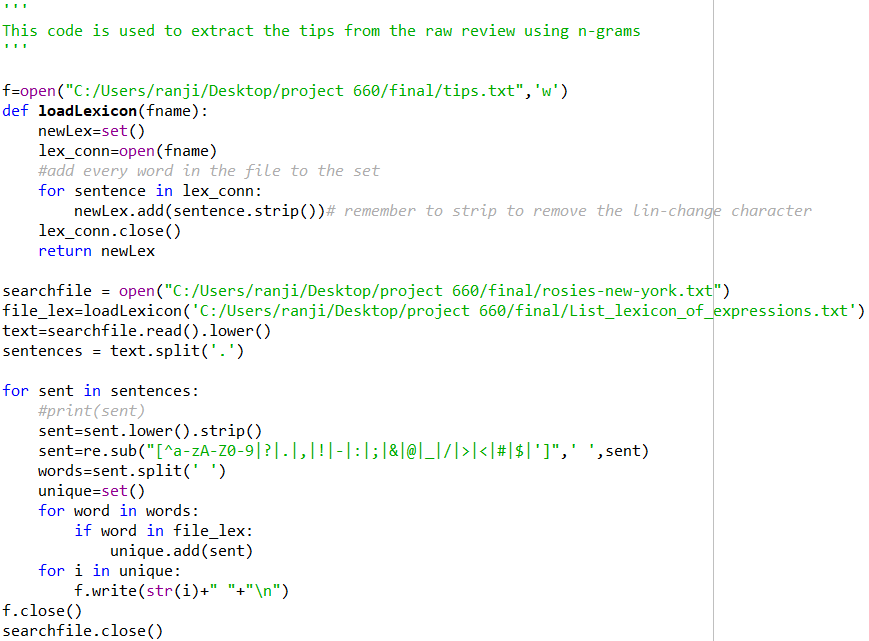 '''
This code is used to extract the tips from the raw review using n-grams
'''

f=open("C:/Users/ranji/Desktop/project 660/final/tips.txt",'w')
def loadLexicon(fname):
    newLex=set()
    lex_conn=open(fname)
    #add every word in the file to the set
    for sentence in lex_conn:
        newLex.add(sentence.strip())# remember to strip to remove the lin-change character
    lex_conn.close()
    return newLex

searchfile = open("C:/Users/ranji/Desktop/project 660/final/rosies-new-york.txt")
file_lex=loadLexicon('C:/Users/ranji/Desktop/project 660/final/List_lexicon_of_expressions.txt')
text=searchfile.read().lower()
sentences = text.split('.')

for sent in sentences:
    #print(sent)
    sent=sent.lower().strip()
    sent=re.sub("[^a-zA-Z0-9|?|.|,|!|-|:|;|&|@|_|/|>|<|#|$|']",' ',sent)
    words=sent.split(' ')
    unique=set()
    for word in words:
        if word in file_lex:
            unique.add(sent)
    for i in unique:
        f.write(str(i)+" "+"\n")
f.close()
searchfile.close()